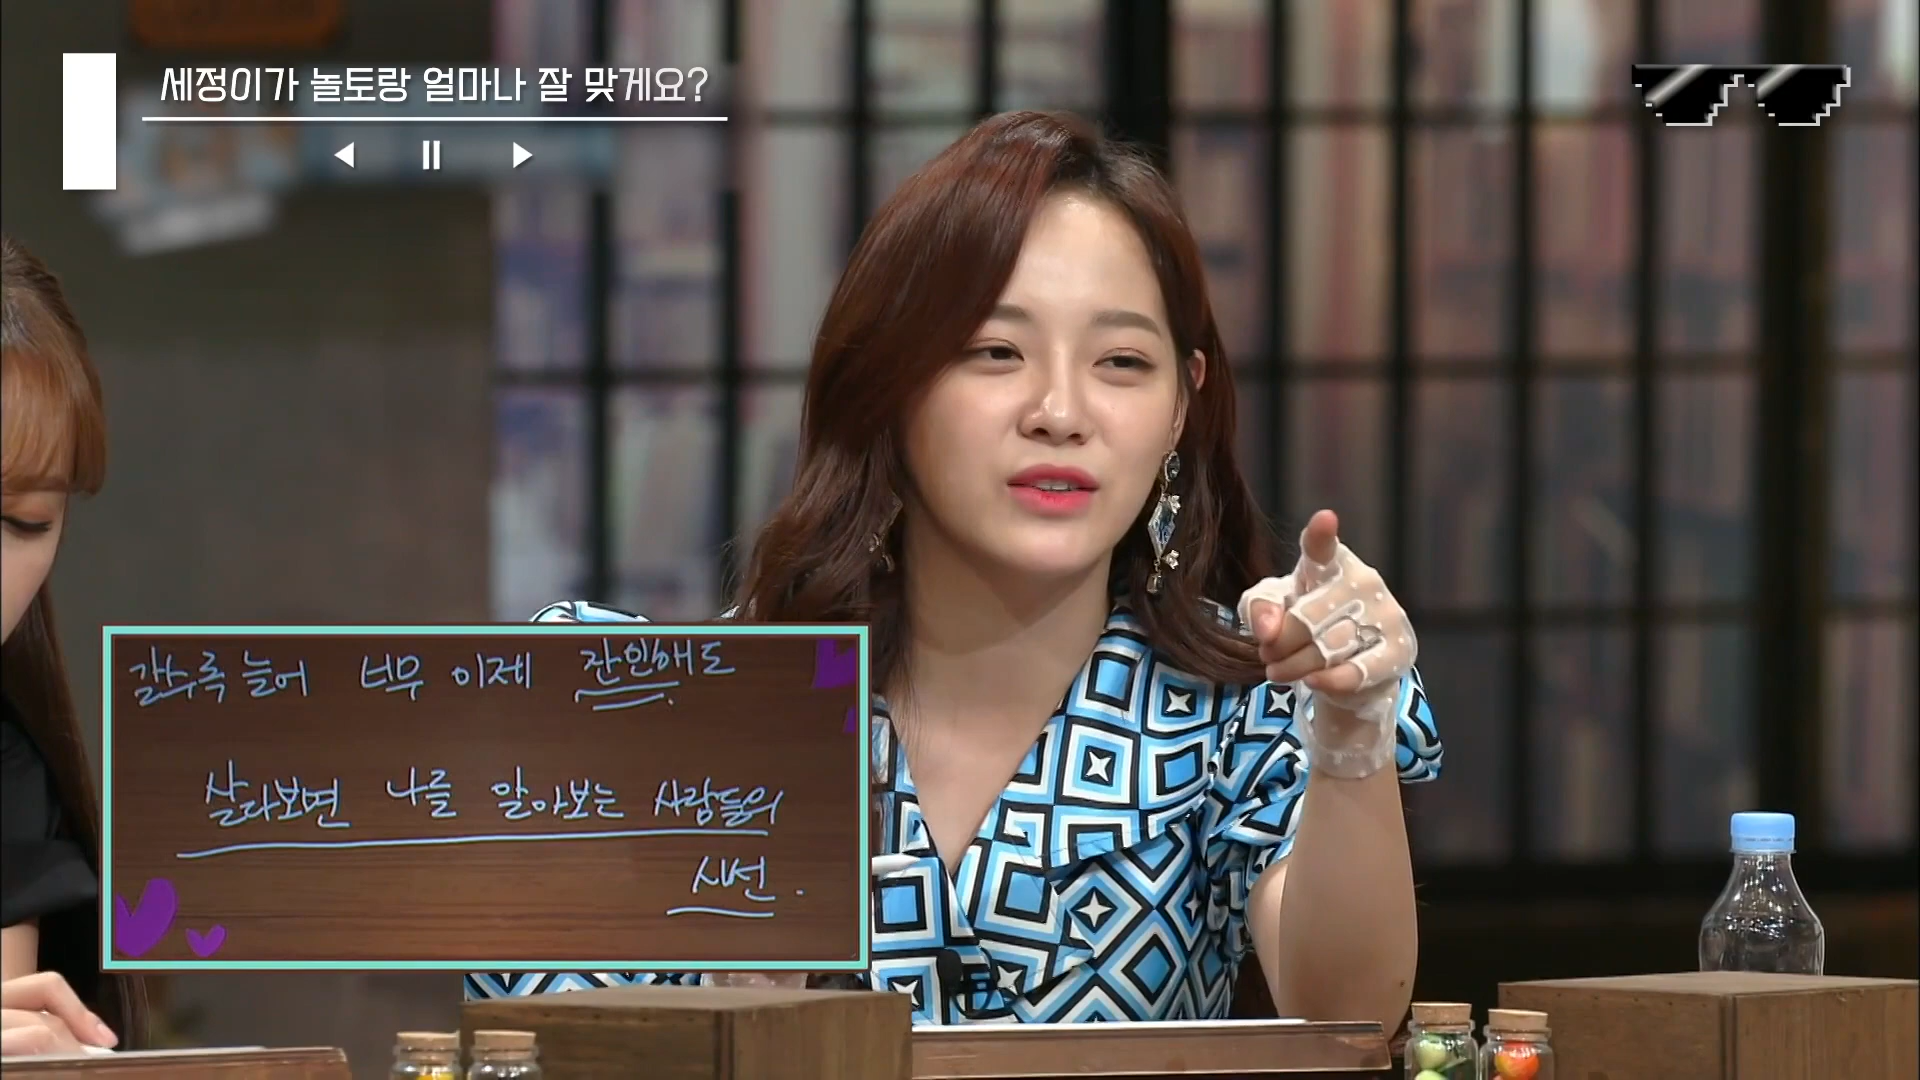 세정이가 놀토랑 얼마나 잘 맞게요?
갈수록 늘어 너무 이제 잔인해도
살라보면 나를 알아보는 사람들의
시선.